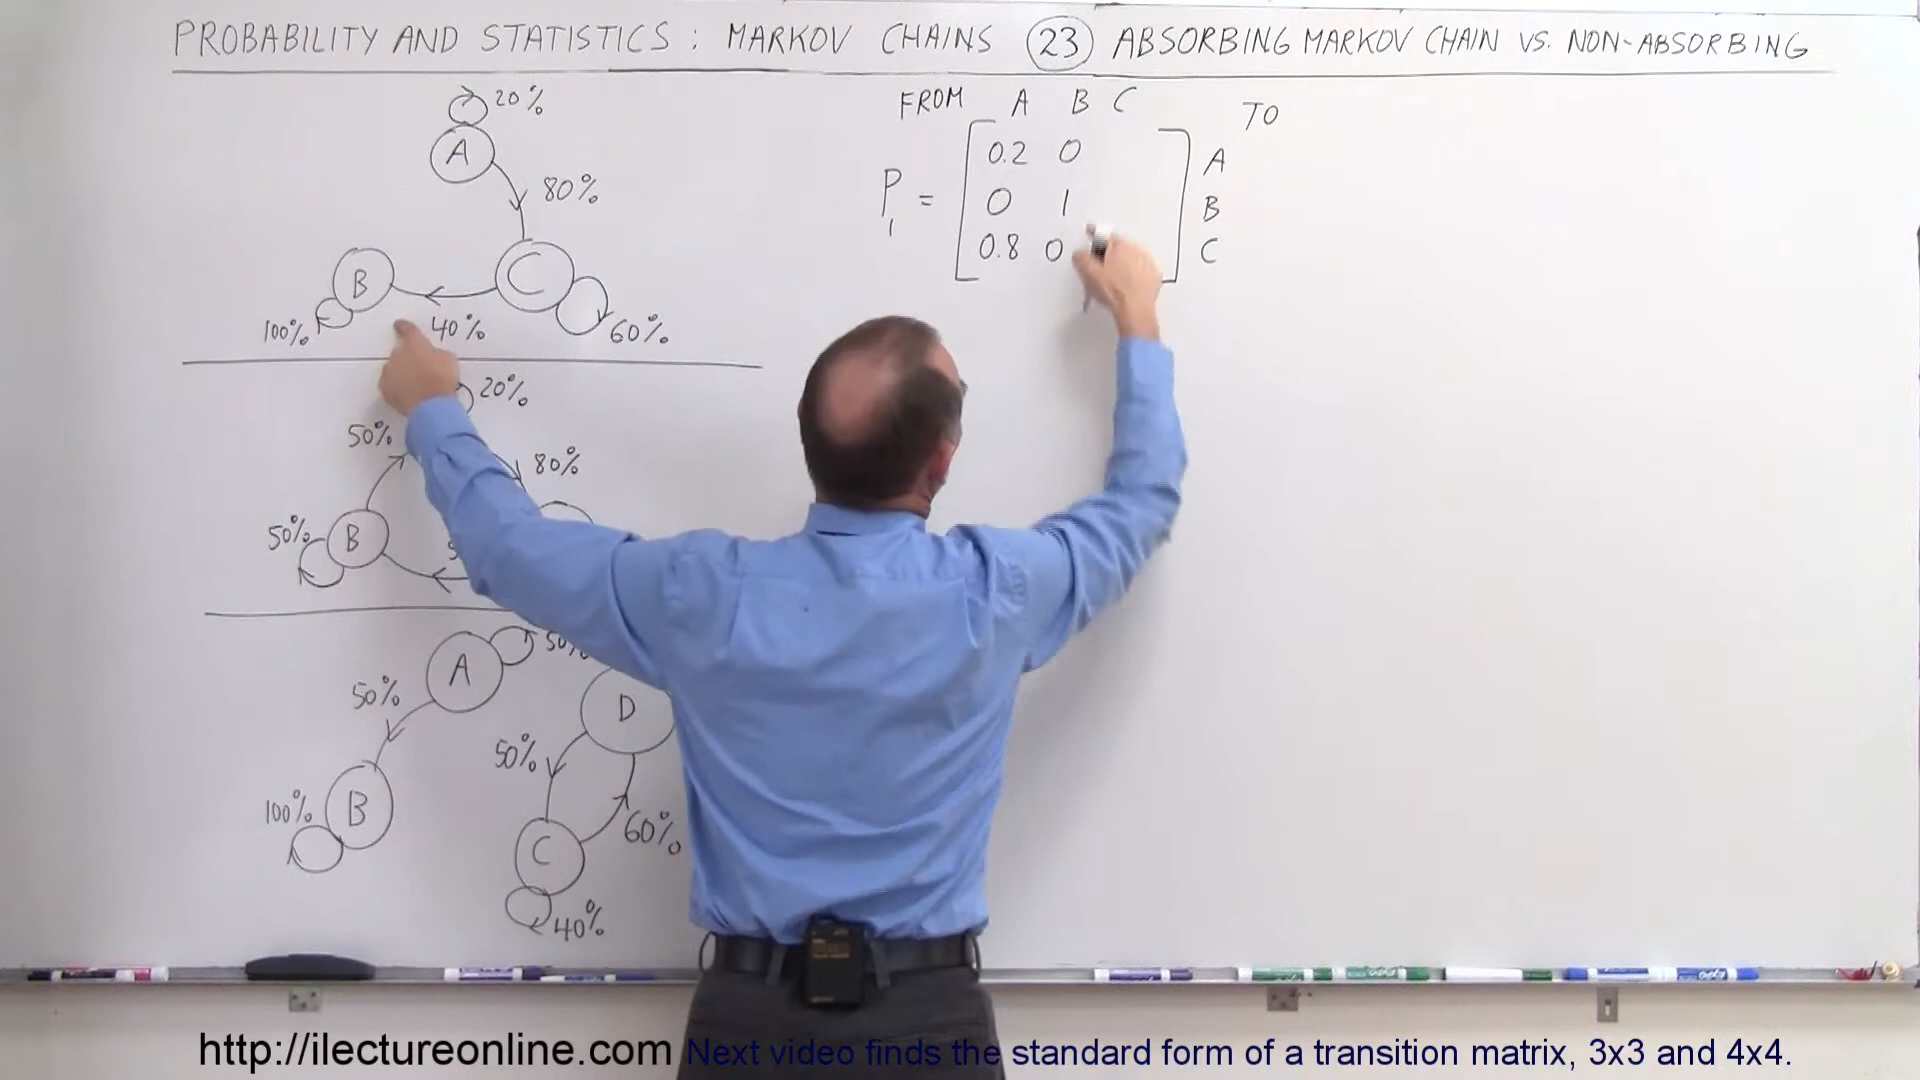 PROBABILITY AND STATISTICS : MARKOV CHAINS 23 ABSORBING MARKOV CHAIN VS. NON-ABSORBING
20%
A
80%
B
C
100%
40%
60%
FROM A B C TO
0.2 0 A
P1 = 0 1 B
0.8 0 C
20%
50%
80%
50%
B
A
50%
50%
D
50%
100%
B
60%
C
40%
http://ilectureonline.com Next video finds the standard form of a transition matrix, 3x3 and 4x4.